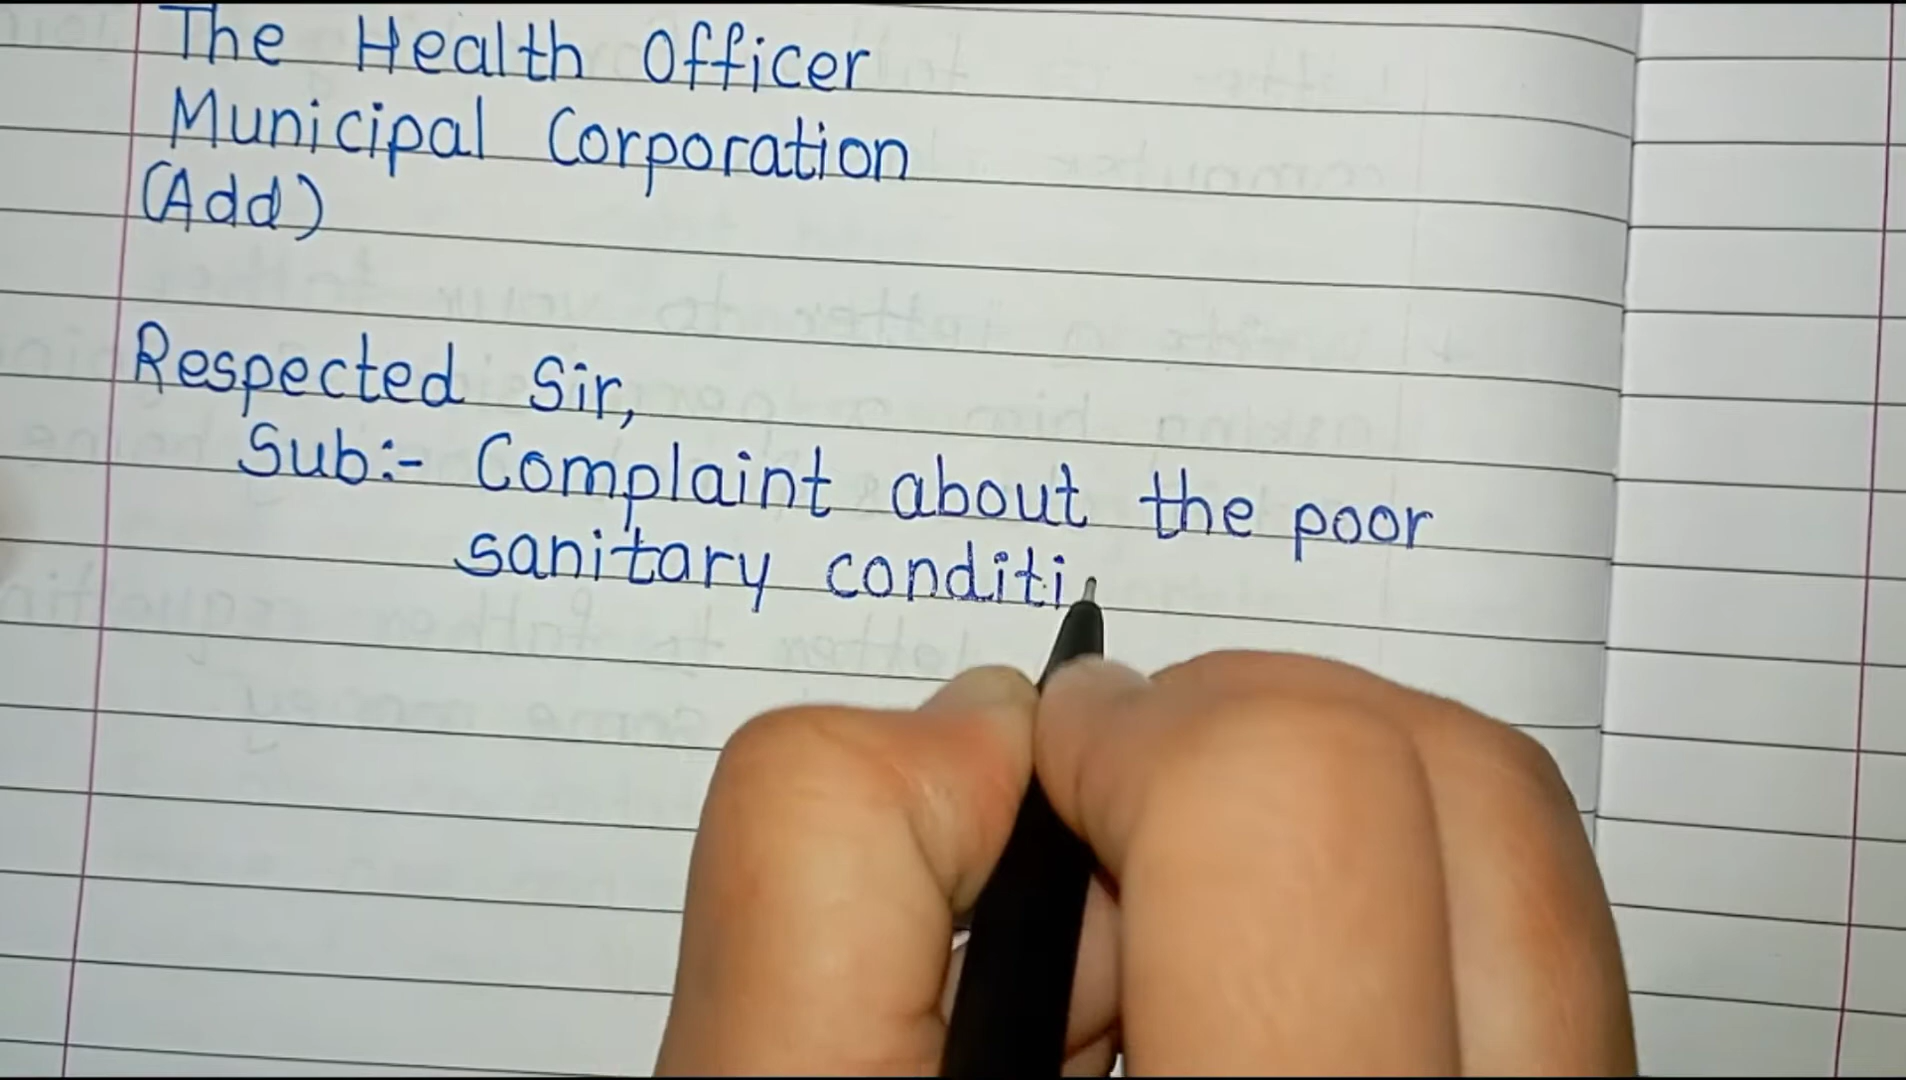 The Health Officer
Municipal Corporation
(Add)
Respected Sir,
Sub:- Complaint about the poor
sanitary conditi